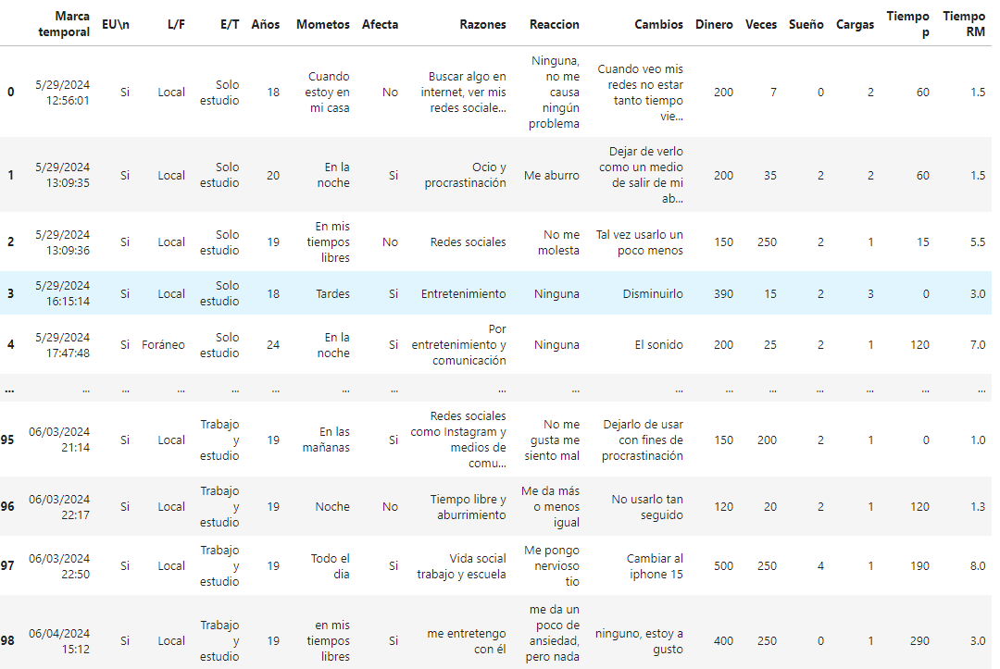 Marca temporal EU\n L/F E/T Años Mometos Afecta Razones Reaccion Cambios Dinero Veces Sueño Cargas Tiempo p Tiempo RM
0 5/29/2024 12:56:01 Si Local Solo estudio 18 Cuando estoy en mi casa No Buscar algo en internet, ver mis redes sociale... Ninguna, no me causa ningún problema Cuando veo mis redes no estar tanto tiempo vie... 200 7 0 2 60 1.5
1 5/29/2024 13:09:35 Si Local Solo estudio 20 En la noche Si Ocio y procrastinación Me aburro Dejar de verlo como un medio de salir de mi ab... 200 35 2 2 60 1.5
2 5/29/2024 13:09:36 Si Local Solo estudio 19 En mis tiempos libres No Redes sociales No me molesta Tal vez usarlo un poco menos 150 250 2 1 15 5.5
3 5/29/2024 16:15:14 Si Local Solo estudio 18 Tardes Si Entretenimiento Ninguna Disminuirlo 390 15 2 3 0 3.0
4 5/29/2024 17:47:48 Si Foráneo Solo estudio 24 En la noche Si Por entretenimiento y comunicación Ninguna El sonido 200 25 2 1 120 7.0
... ... ... ... ... ... ... ... ... ... ... ... ... ... ... ... ...
95 06/03/2024 21:14 Si Local Trabajo y estudio 19 En las mañanas Si Redes sociales como Instagram y medios de comu... No me gusta me siento mal Dejarlo de usar con fines de procrastinación 150 200 2 1 0 1.0
96 06/03/2024 22:17 Si Local Trabajo y estudio 19 Noche No Tiempo libre y aburrimiento Me da más o menos igual No usarlo tan seguido 120 20 2 1 120 1.3
97 06/03/2024 22:50 Si Local Trabajo y estudio 19 Todo el dia Si Vida social trabajo y escuela Me pongo nervioso tio Cambiar al iphone 15 500 250 4 1 190 8.0
98 06/04/2024 15:12 Si Local Trabajo y estudio 19 en mis tiempos libres Si me entretengo con él me da un poco de ansiedad, pero nada ninguno, estoy a gusto 400 250 0 1 290 3.0